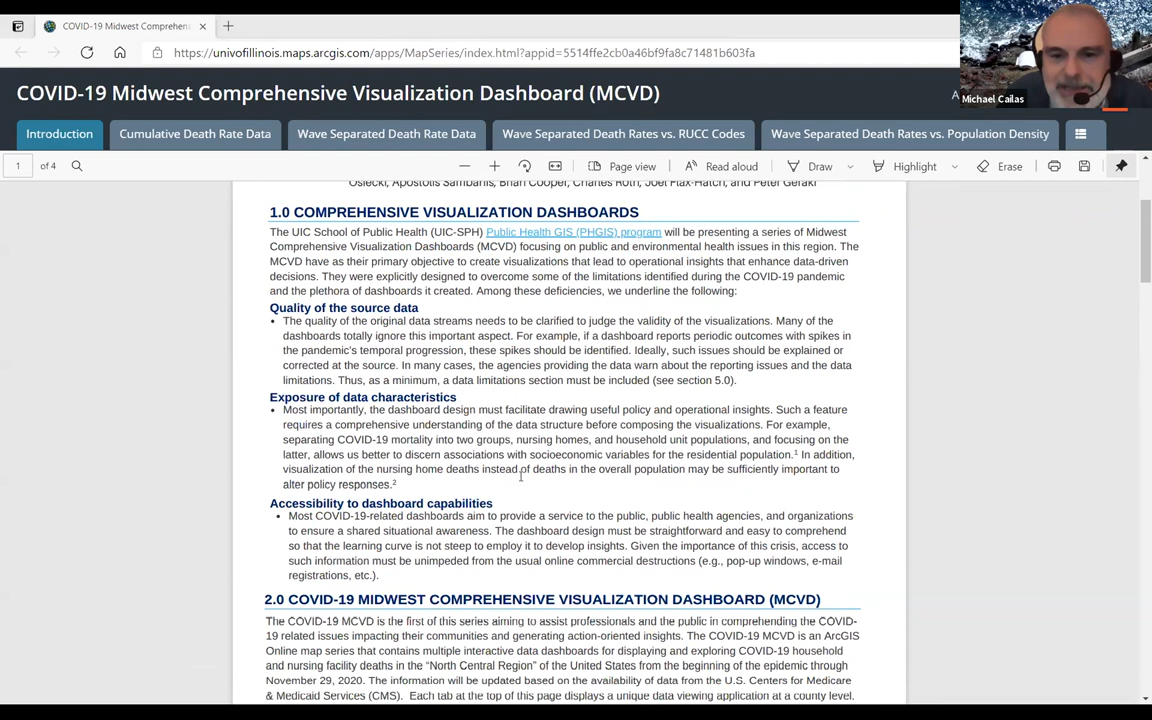 COVID-19 Midwest Comprehen
https://univofillinois.maps.arcgis.com/apps/MapSeries/index.html?appid=5514ffe2cb0a46bf9fa8c71481b603fa
Michael Cailas
COVID-19 Midwest Comprehensive Visualization Dashboard (MCVD)
A
Introduction
Cumulative Death Rate Data
Wave Separated Death Rate Data
Wave Separated Death Rates vs. RUCC Codes
Wave Separated Death Rates vs. Population Density
1 of 4
Page view
Read aloud
Draw
Highlight
Erase
Osiecki, Apostolis Sambanis, Brian Cooper, Charles Roth, Joel Flax-Hatch, and Peter Geraki
1.0 COMPREHENSIVE VISUALIZATION DASHBOARDS
The UIC School of Public Health (UIC-SPH) Public Health GIS (PHGIS) program will be presenting a series of Midwest
Comprehensive Visualization Dashboards (MCVD) focusing on public and environmental health issues in this region. The
MCVD have as their primary objective to create visualizations that lead to operational insights that enhance data-driven
decisions. They were explicitly designed to overcome some of the limitations identified during the COVID-19 pandemic
and the plethora of dashboards it created. Among these deficiencies, we underline the following:
Quality of the source data
• The quality of the original data streams needs to be clarified to judge the validity of the visualizations. Many of the
dashboards totally ignore this important aspect. For example, if a dashboard reports periodic outcomes with spikes in
the pandemic's temporal progression, these spikes should be identified. Ideally, such issues should be explained or
corrected at the source. In many cases, the agencies providing the data warn about the reporting issues and the data
limitations. Thus, as a minimum, a data limitations section must be included (see section 5.0).
Exposure of data characteristics
• Most importantly, the dashboard design must facilitate drawing useful policy and operational insights. Such a feature
requires a comprehensive understanding of the data structure before composing the visualizations. For example,
separating COVID-19 mortality into two groups, nursing homes, and household unit populations, and focusing on the
latter, allows us better to discern associations with socioeconomic variables for the residential population.¹ In addition,
visualization of the nursing home deaths instead of deaths in the overall population may be sufficiently important to
alter policy responses.²
Accessibility to dashboard capabilities
• Most COVID-19-related dashboards aim to provide a service to the public, public health agencies, and organizations
to ensure a shared situational awareness. The dashboard design must be straightforward and easy to comprehend
so that the learning curve is not steep to employ it to develop insights. Given the importance of this crisis, access to
such information must be unimpeded from the usual online commercial destructions (e.g., pop-up windows, e-mail
registrations, etc.).
2.0 COVID-19 MIDWEST COMPREHENSIVE VISUALIZATION DASHBOARD (MCVD)
The COVID-19 MCVD is the first of this series aiming to assist professionals and the public in comprehending the COVID-
19 related issues impacting their communities and generating action-oriented insights. The COVID-19 MCVD is an ArcGIS
Online map series that contains multiple interactive data dashboards for displaying and exploring COVID-19 household
and nursing facility deaths in the “North Central Region” of the United States from the beginning of the epidemic through
November 29, 2020. The information will be updated based on the availability of data from the U.S. Centers for Medicare
& Medicaid Services (CMS). Each tab at the top of this page displays a unique data viewing application at a county level.